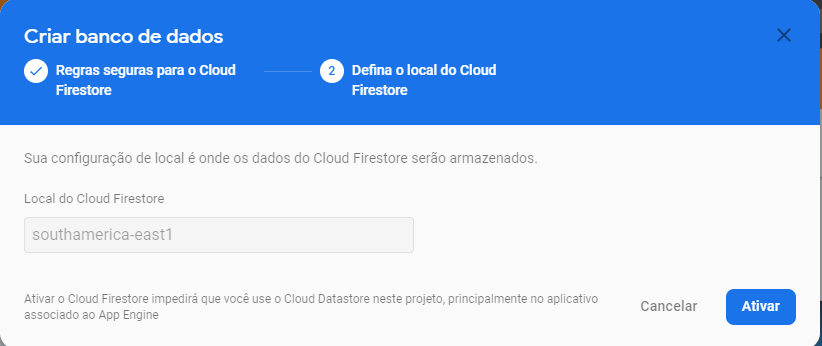 Criar banco de dados
Regras seguras para o Cloud
Firestore
2
Defina o local do Cloud
Firestore
Sua configuração de local é onde os dados do Cloud Firestore serão armazenados.
Local do Cloud Firestore
southamerica-east1
Ativar o Cloud Firestore impedirá que você use o Cloud Datastore neste projeto, principalmente no aplicativo
associado ao App Engine
Cancelar
Ativar